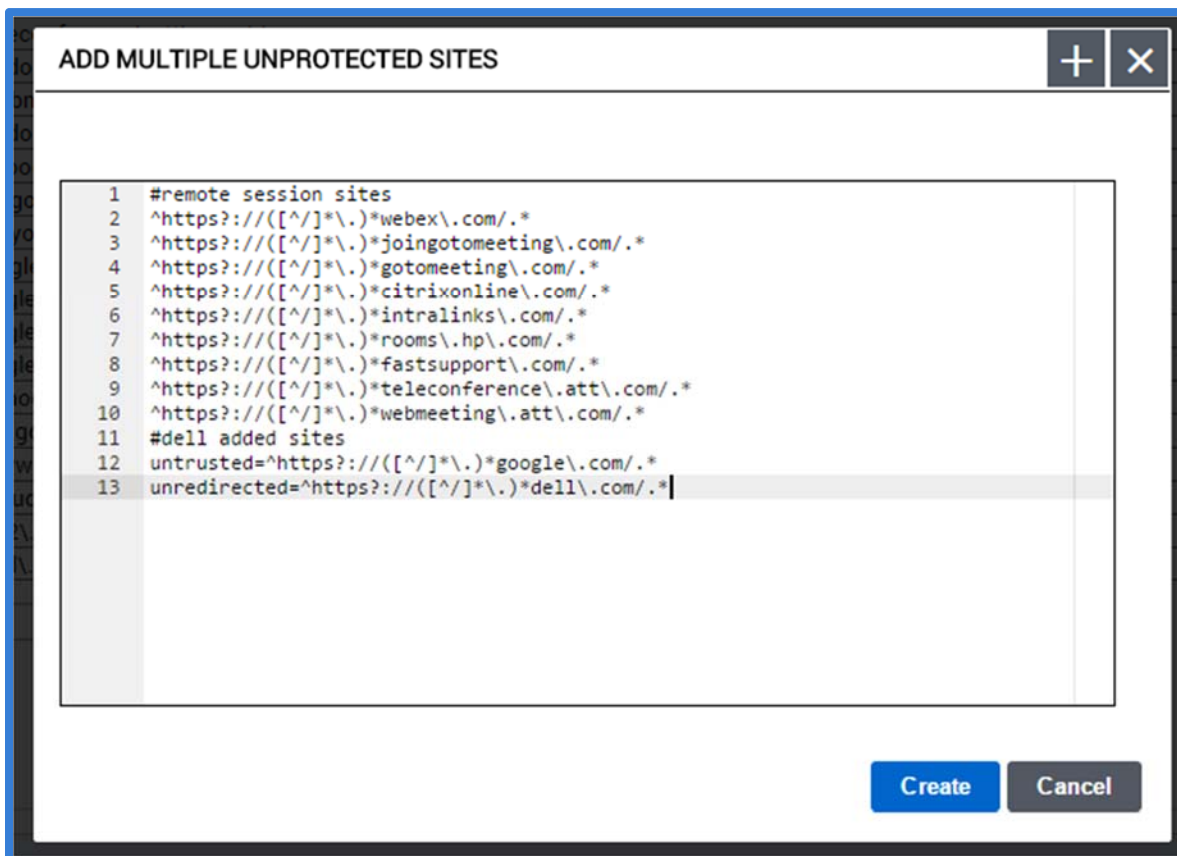 ADD MULTIPLE UNPROTECTED SITES
1 #remote session sites
2 ^https?://([^/]*\.)*webex\.com/.*
3 ^https?://([^/]*\.)*joingotomeeting\.com/.*
4 ^https?://([^/]*\.)*gotomeeting\.com/.*
5 ^https?://([^/]*\.)*citrixonline\.com/.*
6 ^https?://([^/]*\.)*intralinks\.com/.*
7 ^https?://([^/]*\.)*rooms\.hp\.com/.*
8 ^https?://([^/]*\.)*fastsupport\.com/.*
9 ^https?://([^/]*\.)*teleconference\.att\.com/.*
10 ^https?://([^/]*\.)*webmeeting\.att\.com/.*
11 #dell added sites
12 untrusted=^https?://([^/]*\.)*google\.com/.*
13 unredirected=^https?://([^/]*\.)*dell\.com/.*
Create Cancel